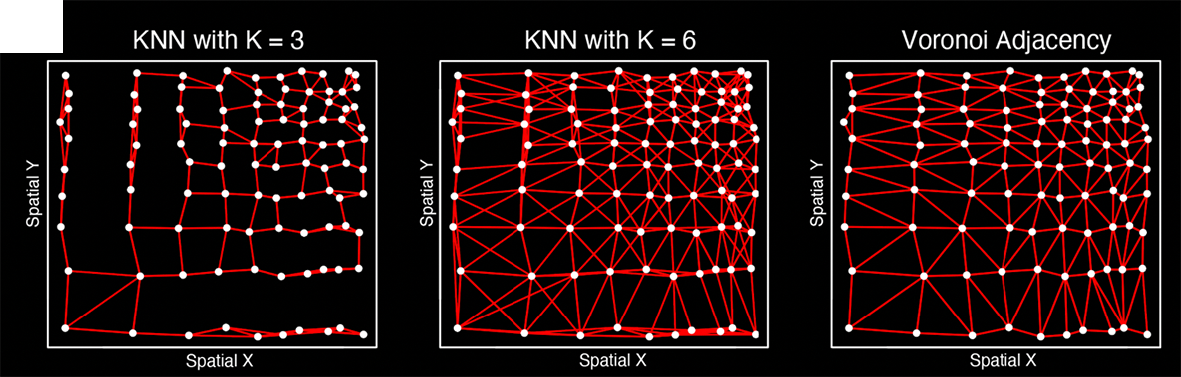 KNN with K = 3
KNN with K = 6
Voronoi Adjacency
Spatial Y
Spatial Y
Spatial Y
Spatial X
Spatial X
Spatial X